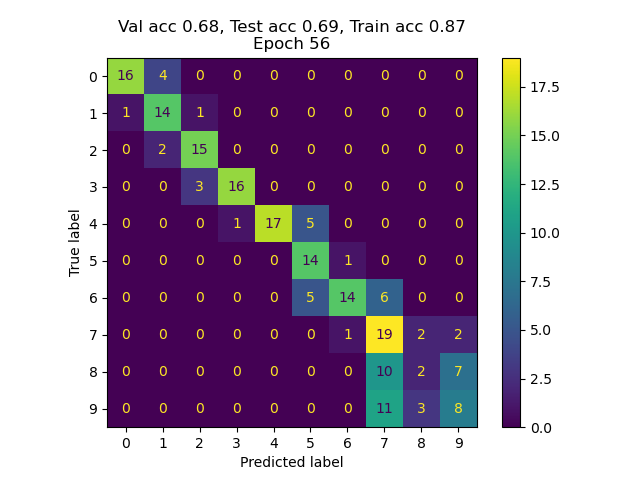 Val acc 0.68, Test acc 0.69, Train acc 0.87
Epoch 56
0 16 4 0 0 0 0 0 0 0 0
1 1 14 1 0 0 0 0 0 0 0
2 0 2 15 0 0 0 0 0 0 0
3 0 0 3 16 0 0 0 0 0 0
4 0 0 0 1 17 5 0 0 0 0
5 0 0 0 0 0 14 1 0 0 0
6 0 0 0 0 0 5 14 6 0 0
7 0 0 0 0 0 0 1 19 2 2
8 0 0 0 0 0 0 0 10 2 7
9 0 0 0 0 0 0 0 11 3 8
0 1 2 3 4 5 6 7 8 9
Predicted label
True label
17.5
15.0
12.5
10.0
7.5
5.0
2.5
0.0